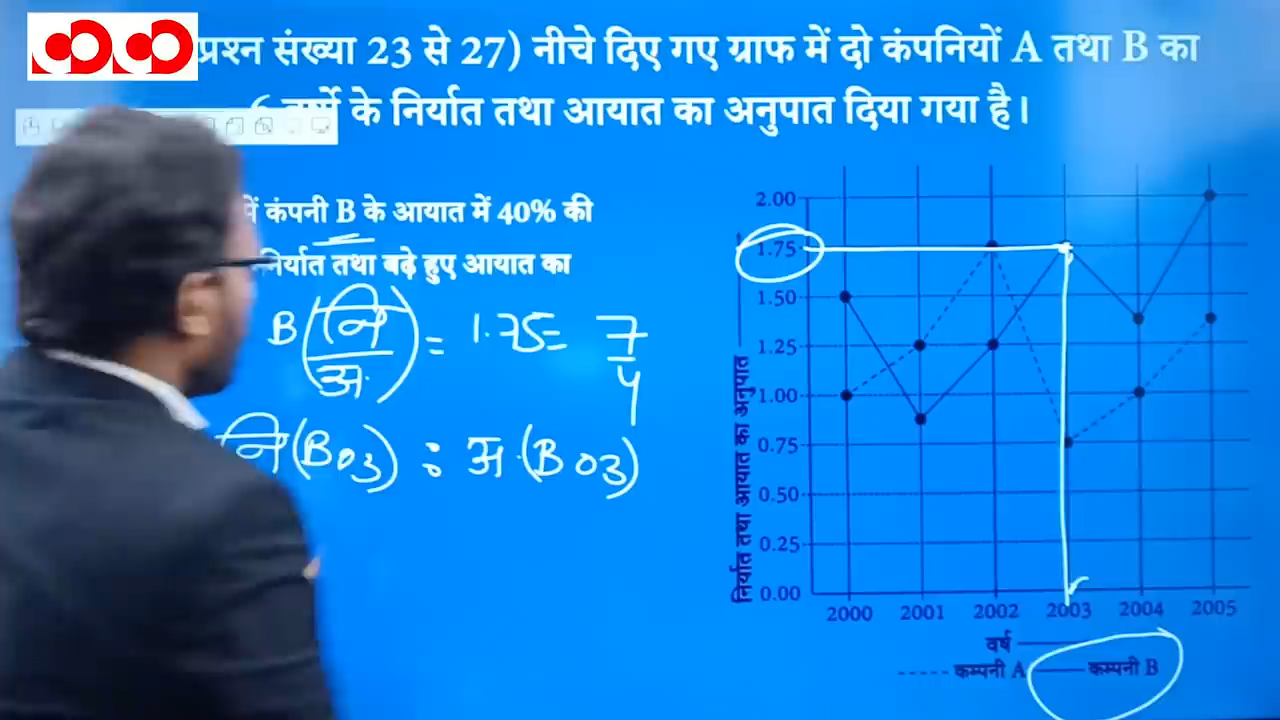 प्रश्न संख्या 23 से 27) नीचे दिए गए ग्राफ में दो कंपनियों A तथा B का
के निर्यात तथा आयात का अनुपात दिया गया है।
में कंपनी B के आयात में 40% की
निर्यात तथा बढ़े हुए आयात का
B(नि/अ.) = 1.75 = 7/4
नि(B03) : अ.(B03)
निर्यात तथा आयात का अनुपात
2.00
1.75
1.50
1.25
1.00
0.75
0.50
0.25
0.00
2000 2001 2002 2003 2004 2005
वर्ष
कम्पनी A कम्पनी B